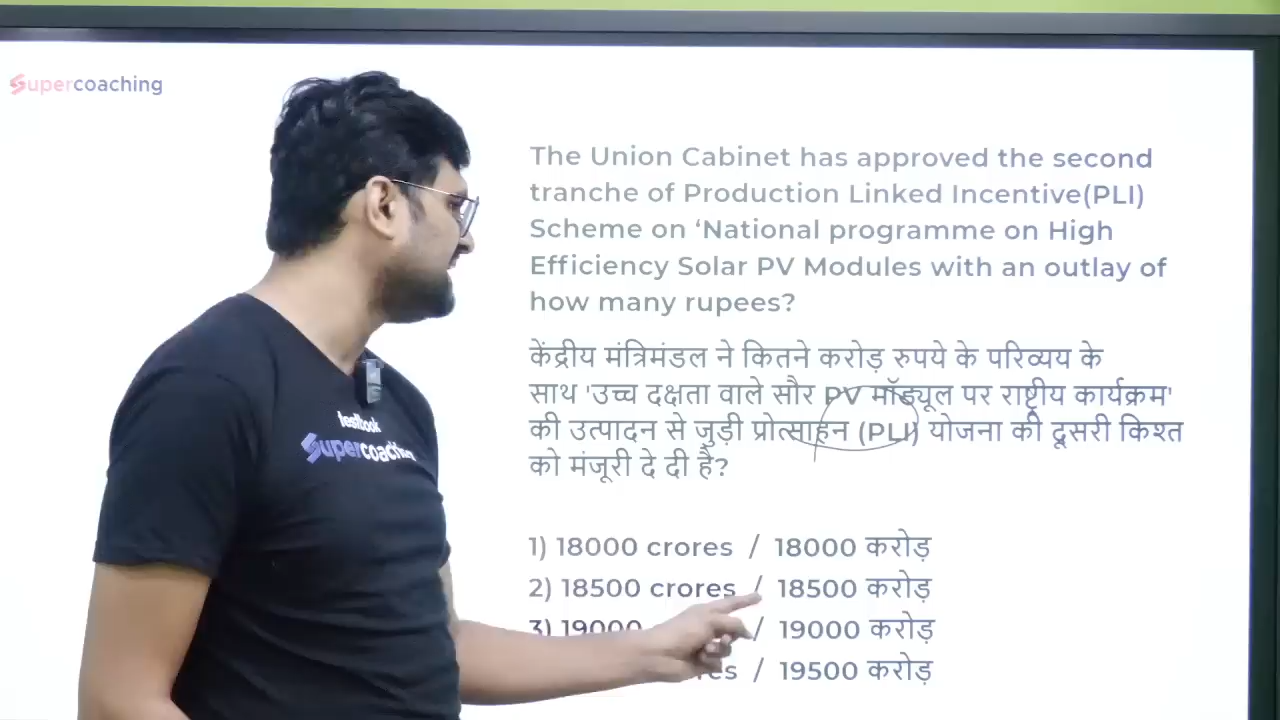 Supercoaching
The Union Cabinet has approved the second
tranche of Production Linked Incentive(PLI)
Scheme on ‘National programme on High
Efficiency Solar PV Modules with an outlay of
how many rupees?
केंद्रीय मंत्रिमंडल ने कितने करोड़ रुपये के परिव्यय के
साथ 'उच्च दक्षता वाले सौर PV मॉड्यूल पर राष्ट्रीय कार्यक्रम'
की उत्पादन से जुड़ी प्रोत्साहन (PLI) योजना की दूसरी किश्त
को मंजूरी दे दी है?
1) 18000 crores / 18000 करोड़
2) 18500 crores / 18500 करोड़
3) 19000 / 19000 करोड़
/ 19500 करोड़
testbook
Supercoaching